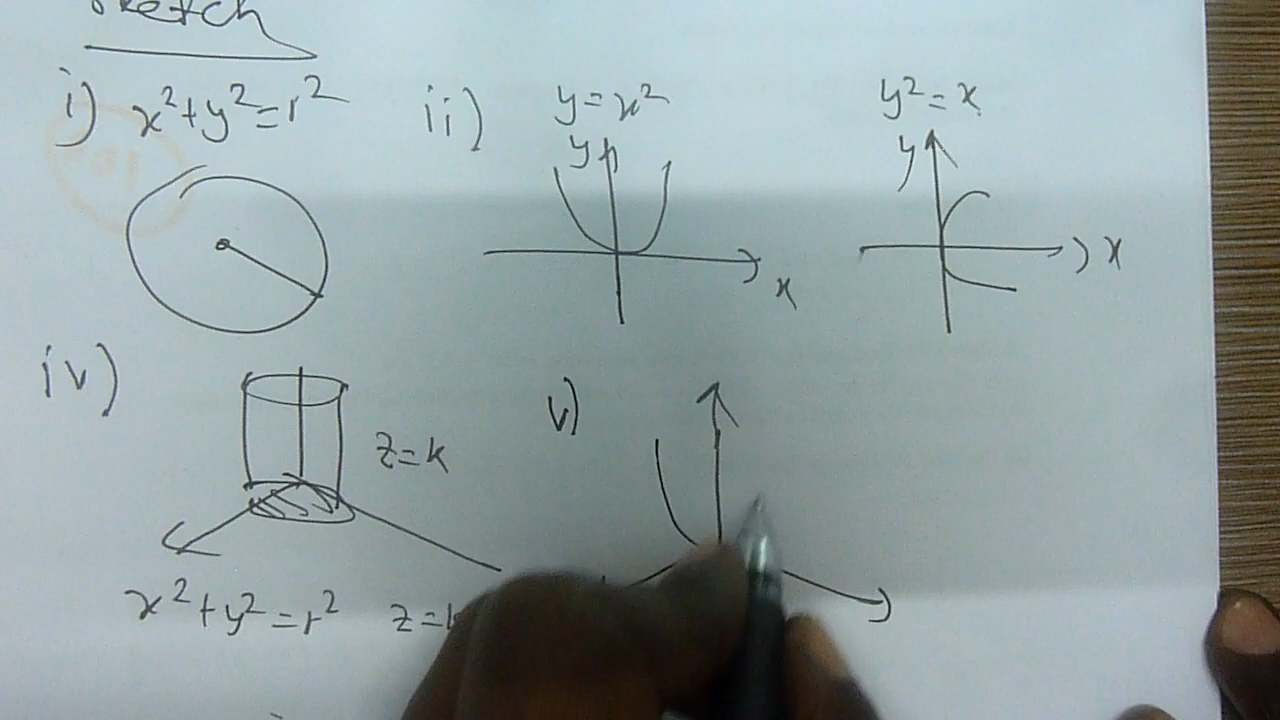 Sketch
i) x²+y²=r² ii) y=x² y²=x
y y
x x
iv) v)
z=k
x²+y²=r² z=k